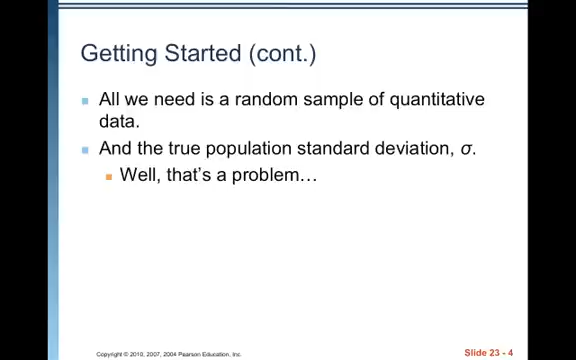 Getting Started (cont.)
All we need is a random sample of quantitative
data.
And the true population standard deviation, σ.
Well, that's a problem…
Copyright © 2010, 2007, 2004 Pearson Education, Inc.
Slide 23 - 4